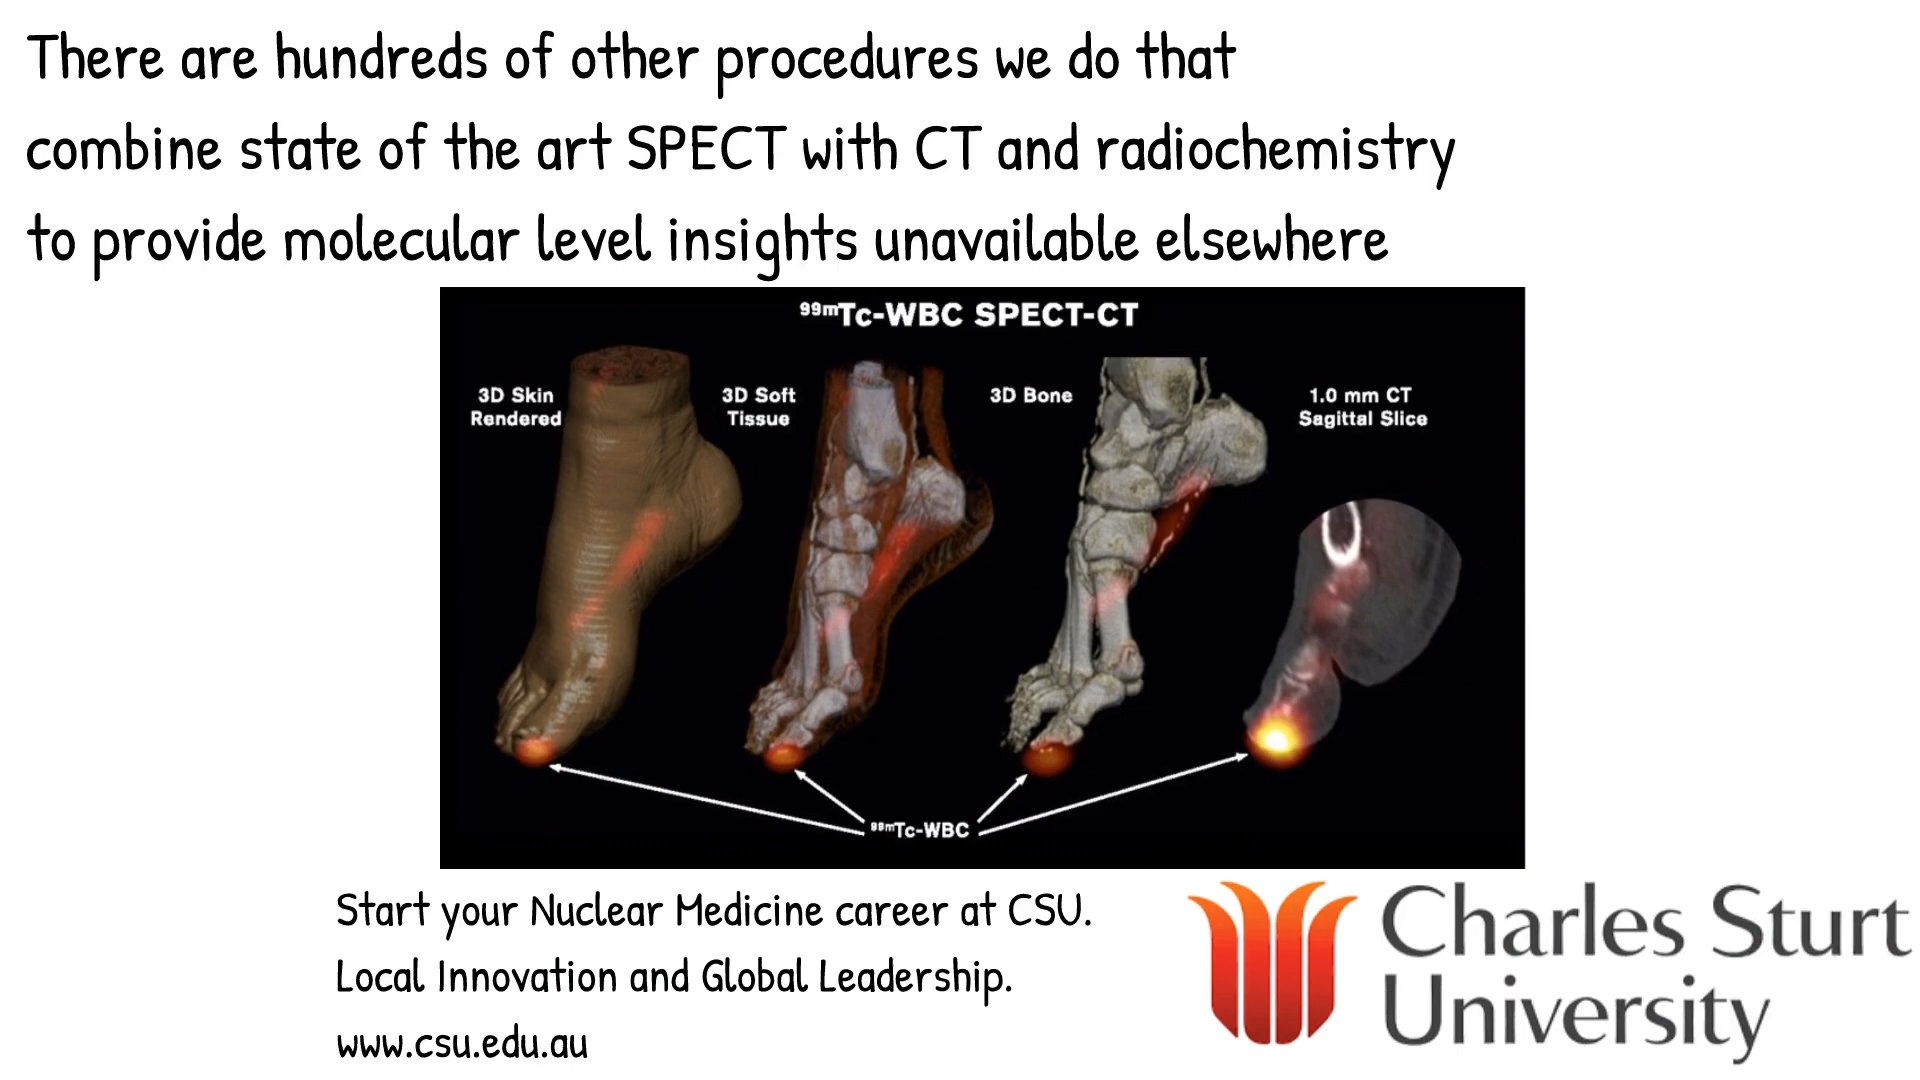 There are hundreds of other procedures we do that
combine state of the art SPECT with CT and radiochemistry
to provide molecular level insights unavailable elsewhere
⁹⁹ᵐTc-WBC SPECT-CT
3D Skin
Rendered
3D Soft
Tissue
3D Bone
1.0 mm CT
Sagittal Slice
⁹⁹ᵐTc-WBC
Start your Nuclear Medicine career at CSU.
Local Innovation and Global Leadership.
www.csu.edu.au
Charles Sturt
University